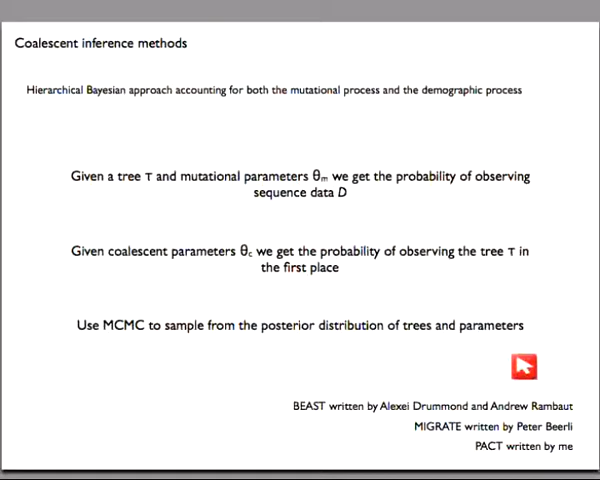 Coalescent inference methods
Hierarchical Bayesian approach accounting for both the mutational process and the demographic process
Given a tree τ and mutational parameters θₘ we get the probability of observing
sequence data D
Given coalescent parameters θc we get the probability of observing the tree τ in
the first place
Use MCMC to sample from the posterior distribution of trees and parameters
BEAST written by Alexei Drummond and Andrew Rambaut
MIGRATE written by Peter Beerli
PACT written by me